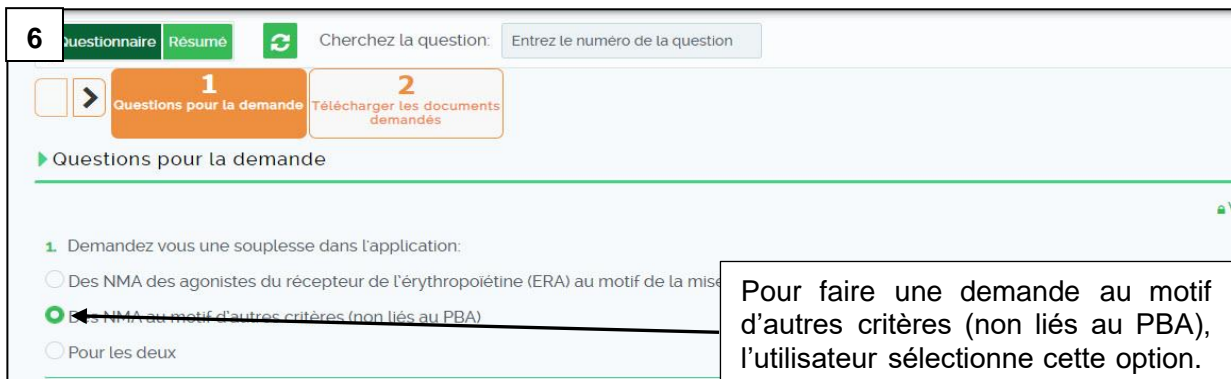 6
Questionnaire Résumé
Cherchez la question: Entrez le numéro de la question
1
Questions pour la demande
2
Télécharger les documents
demandés
Questions pour la demande
1. Demandez vous une souplesse dans l'application:
Des NMA des agonistes du récepteur de l'érythropoïétine (ERA) au motif de la mise
Des NMA au motif d'autres critères (non liés au PBA)
Pour les deux
Pour faire une demande au motif
d'autres critères (non liés au PBA),
l'utilisateur sélectionne cette option.